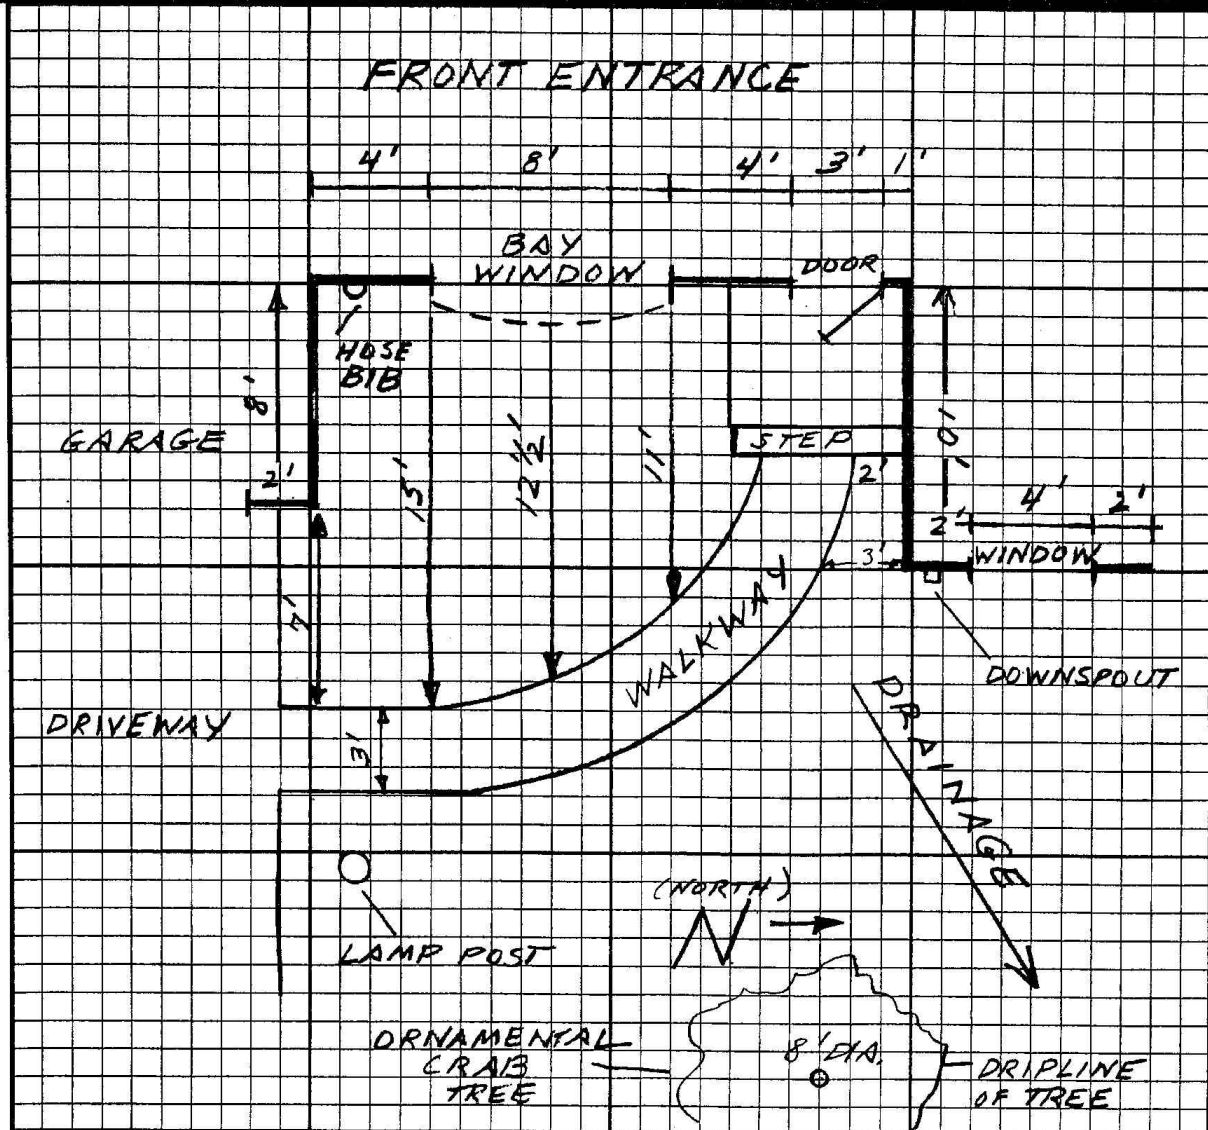 FRONT ENTRANCE
4' 8' 4' 3' 1'
BAY
WINDOW
DOOR
HOSE
BIB
8'
GARAGE
2'
15'
12 1/2'
11'
STEP
2'
10'
4' 2'
2'
WINDOW
3'
7'
WALKWAY
DOWNSPOUT
DRIVEWAY
3'
DRAINAGE
(NORTH)
N
LAMP POST
ORNAMENTAL
CRAB
TREE
8' DIA.
DRIPLINE
OF TREE